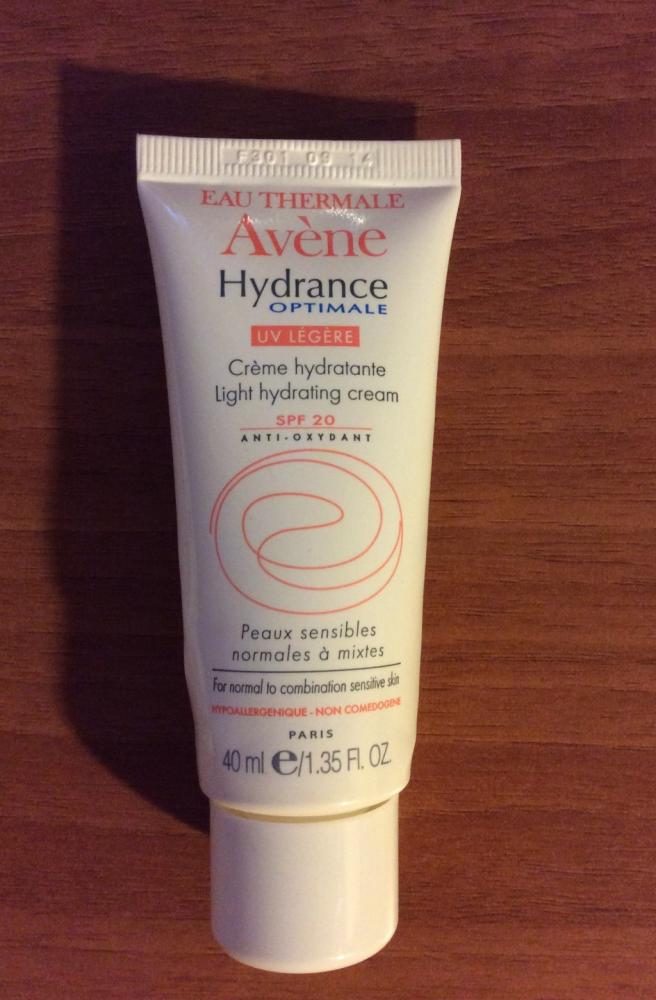 F301 09 14
EAU THERMALE
Avène
Hydrance
OPTIMALE
UV LÉGÈRE
Crème hydratante
Light hydrating cream
SPF 20
ANTI-OXYDANT
Peaux sensibles
normales à mixtes
For normal to combination sensitive skin
HYPOALLERGENIQUE - NON COMEDOGENE
PARIS
40 ml e/1.35 Fl. OZ.